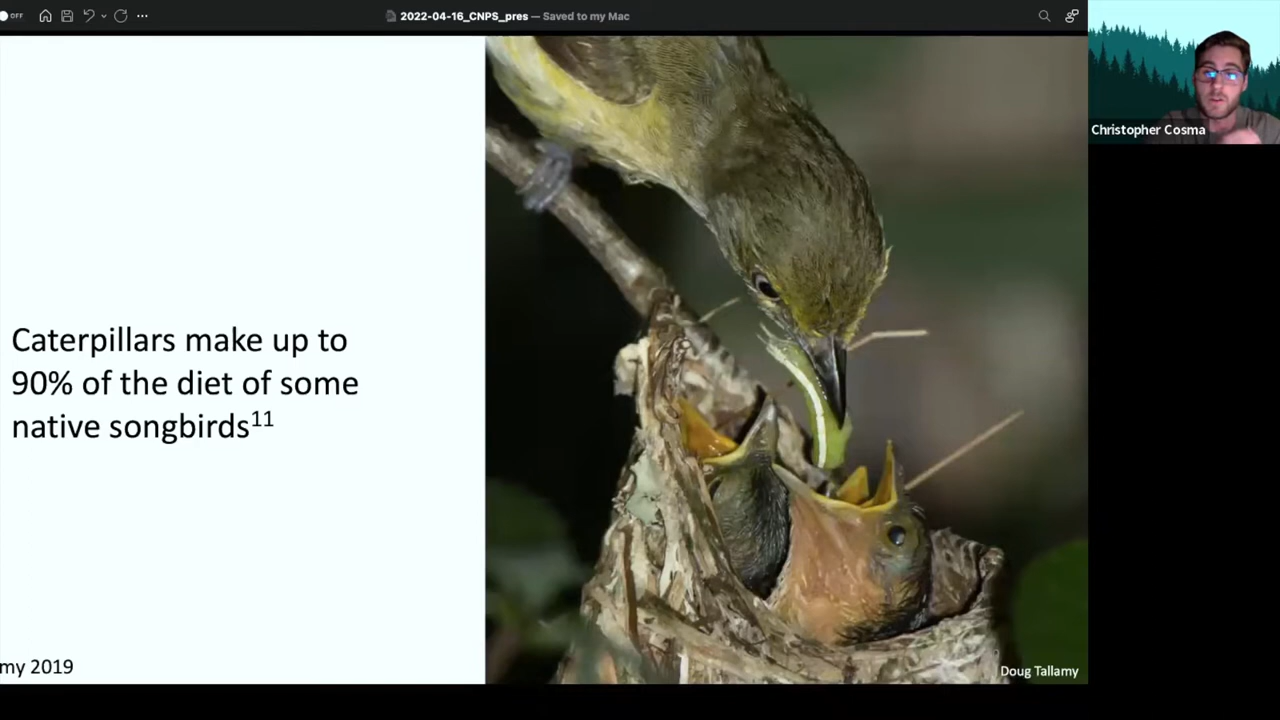 OFF
2022-04-16_CNPS_pres — Saved to my Mac
Christopher Cosma
Caterpillars make up to
90% of the diet of some
native songbirds11
my 2019
Doug Tallamy